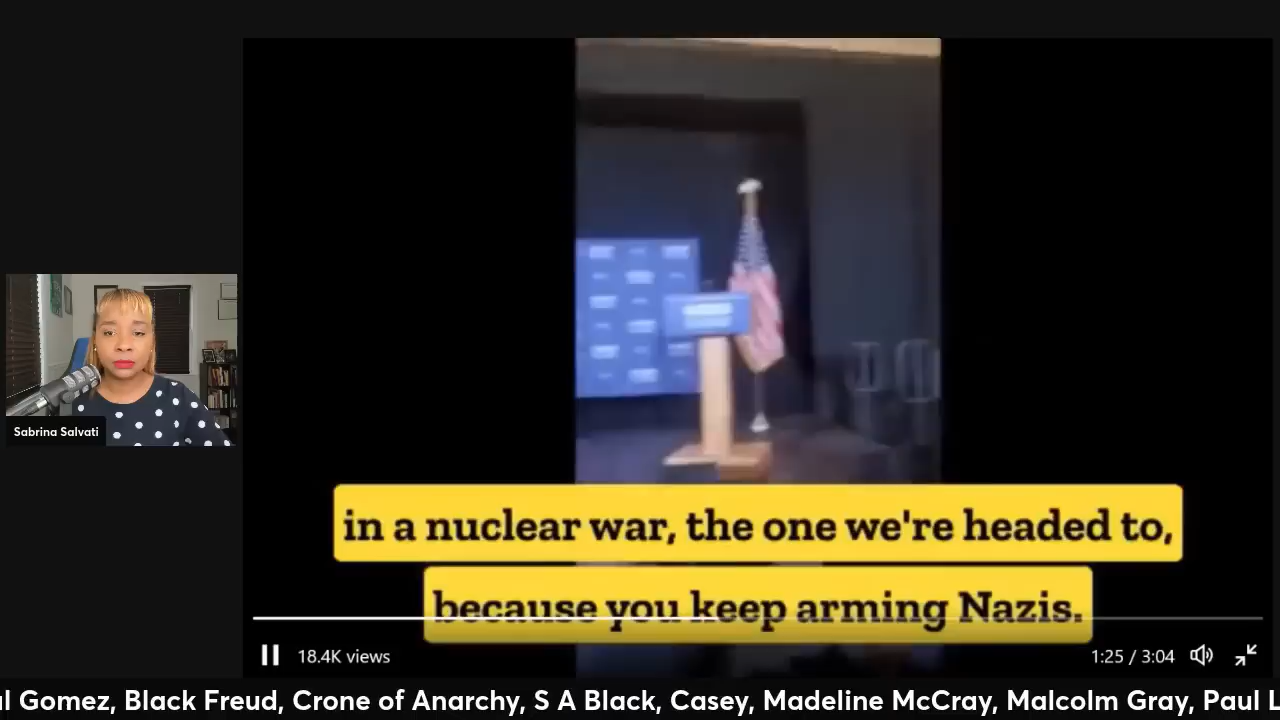 in a nuclear war, the one we're headed to,
because you keep arming Nazis.
Sabrina Salvati
18.4K views
1:25 / 3:04
Gomez, Black Freud, Crone of Anarchy, S A Black, Casey, Madeline McCray, Malcolm Gray, Paul